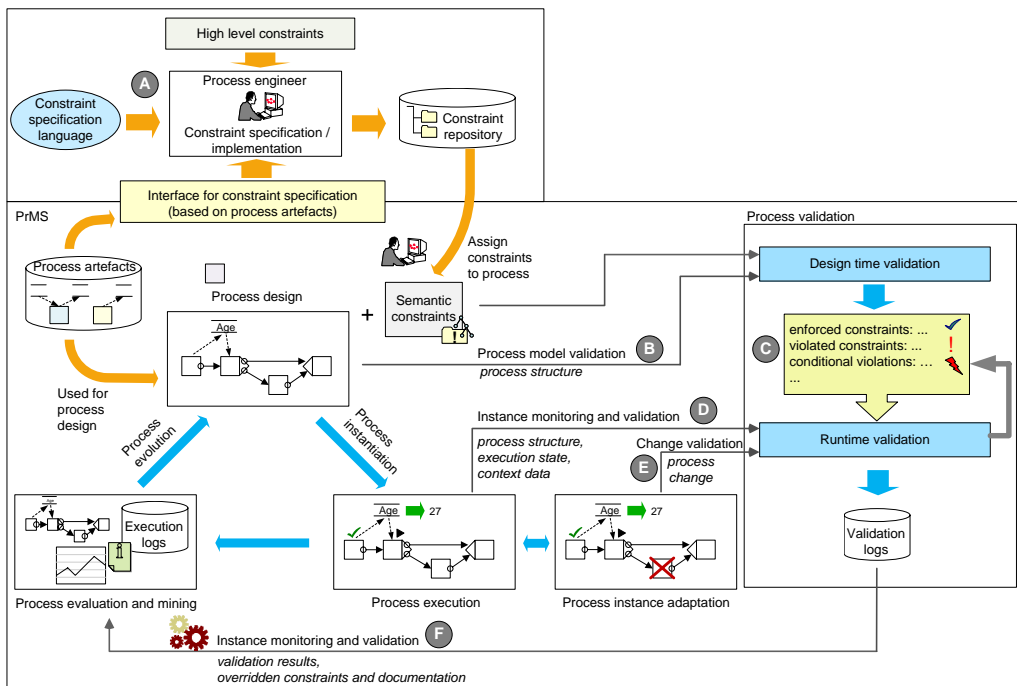 High level constraints
A
Process engineer
Constraint
specification
language
Constraint specification /
implementation
Constraint
repository
Interface for constraint specification
(based on process artefacts)
PrMS
Process validation
Assign
constraints
to process
Process artefacts
Design time validation
Process design
+
Semantic
constraints
!
Age
enforced constraints: ...
violated constraints: ...
!
conditional violations: ...
...
C
Process model validation
B
process structure
Used for
process
design
Instance monitoring and validation
D
Process
evolution
Process
instantiation
process structure,
execution state,
context data
Change validation
E
process
change
Runtime validation
Age
Execution
logs
i
Age
27
Age
27
Validation
logs
Process evaluation and mining
Process execution
Process instance adaptation
Instance monitoring and validation
F
validation results,
overridden constraints and documentation